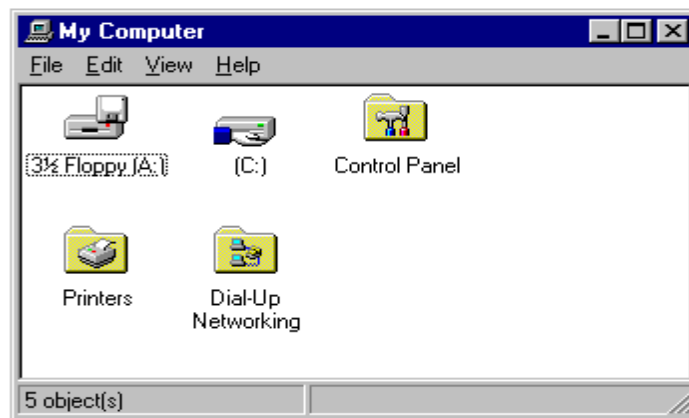 My Computer
File Edit View Help
3½ Floppy (A:)
(C:)
Control Panel
Printers
Dial-Up
Networking
5 object(s)